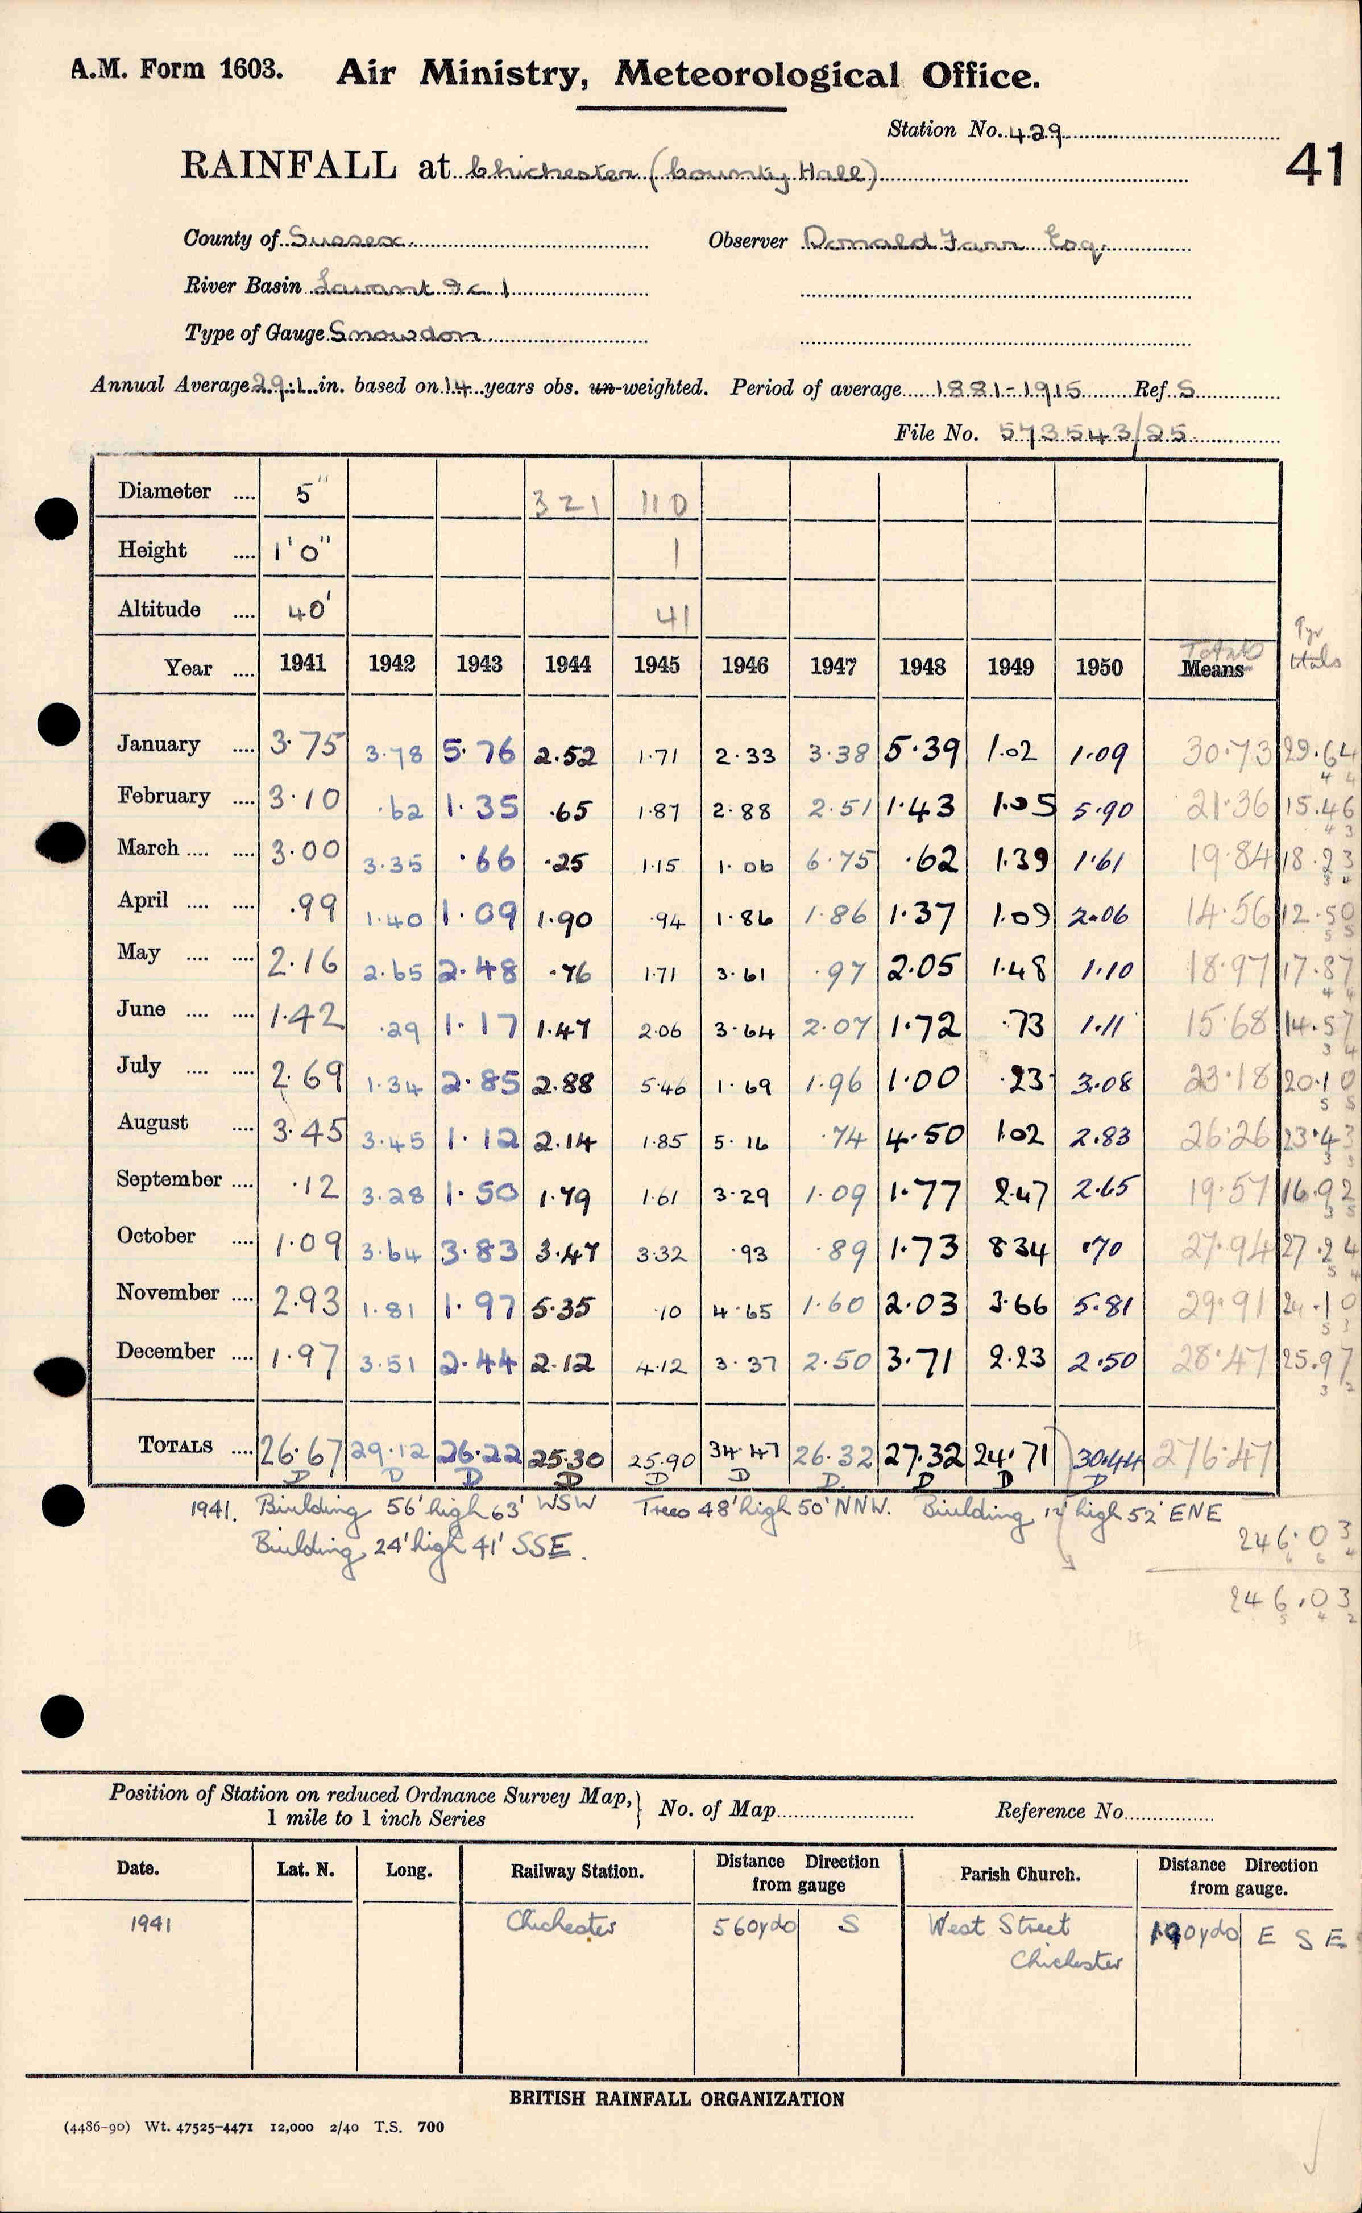 A.M. Form 1603. Air Ministry, Meteorological Office.
Station No. 429
41
RAINFALL at Chichester (County Hall)
County of Sussex. Observer Donald Farr Esq.
River Basin Lavant &c 1
Type of Gauge Snowdon
Annual Average 29.1 in. based on 14 years obs. un-weighted. Period of average 1881-1915 Ref S
File No. 573543/25
Diameter .... 5" 321 110
Height .... 1'0" 1
Altitude .... 40' 41
Year .... 1941 1942 1943 1944 1945 1946 1947 1948 1949 1950 Totals Means 9yr totals
January .... 3.75 3.78 5.76 2.52 1.71 2.33 3.38 5.39 1.02 1.09 30.73 29.64
February .... 3.10 .62 1.35 .65 1.87 2.88 2.51 1.43 1.05 5.90 21.36 15.46
March .... .... 3.00 3.35 .66 .25 1.15 1.06 6.75 .62 1.39 1.61 19.84 18.23
April .... .... .99 1.40 1.09 1.90 .94 1.86 1.86 1.37 1.09 2.06 14.56 12.50
May .... .... 2.16 2.65 2.48 .76 1.71 3.61 .97 2.05 1.48 1.10 18.97 17.87
June .... .... 1.42 .29 1.17 1.47 2.06 3.64 2.07 1.72 .73 1.11 15.68 14.57
July .... .... 2.69 1.34 2.85 2.88 5.46 1.69 1.96 1.00 .23 3.08 23.18 20.10
August .... 3.45 3.45 1.12 2.14 1.85 5.16 .74 4.50 1.02 2.83 26.26 23.43
September .... .12 3.28 1.50 1.79 1.61 3.29 1.09 1.77 2.47 2.65 19.57 16.92
October .... 1.09 3.64 3.83 3.47 3.32 .93 .89 1.73 8.34 .70 27.94 27.24
November .... 2.93 1.81 1.97 5.35 .10 4.65 1.60 2.03 3.66 5.81 29.91 24.10
December .... 1.97 3.51 2.44 2.12 4.12 3.37 2.50 3.71 2.23 2.50 28.47 25.97
TOTALS .... 26.67 29.12 26.22 25.30 25.90 34.47 26.32 27.32 24.71 30.44 276.47
D D D D D D D. D D D
1941. Building 56' high 63' WSW Trees 48' high 50' NNW. Building 12' high 52' ENE
Building 24' high 41' SSE.
246.03
246.03
Position of Station on reduced Ordnance Survey Map, 1 mile to 1 inch Series } No. of Map Reference No.
Date. Lat. N. Long. Railway Station. Distance Direction from gauge Parish Church. Distance Direction from gauge.
1941 Chichester 560yds S West Street Chichester 190yds E S E
BRITISH RAINFALL ORGANIZATION
(4486-90) Wt. 47525-4471 12,000 2/40 T.S. 700